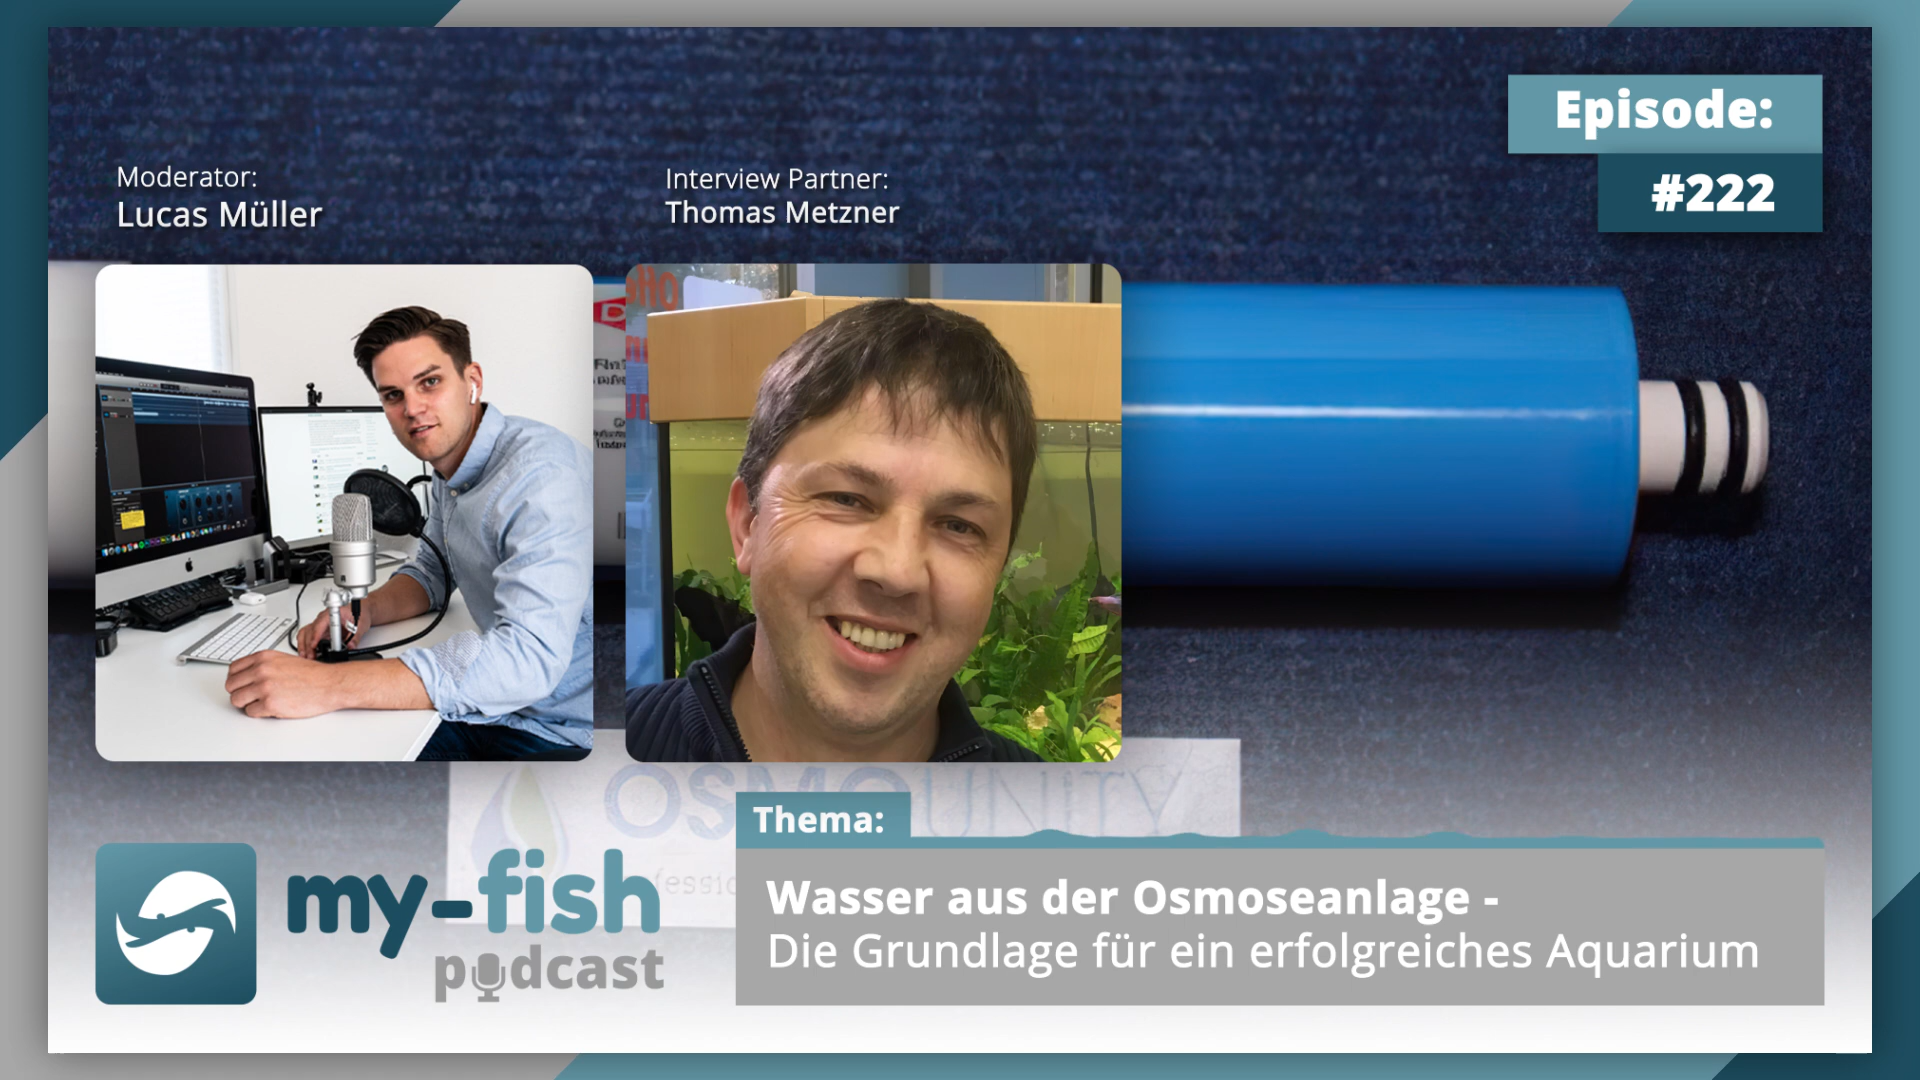 Episode:
#222
Moderator:
Lucas Müller
Interview Partner:
Thomas Metzner
OSMOUNITY
Thema:
my-fish
podcast
Wasser aus der Osmoseanlage -
Die Grundlage für ein erfolgreiches Aquarium